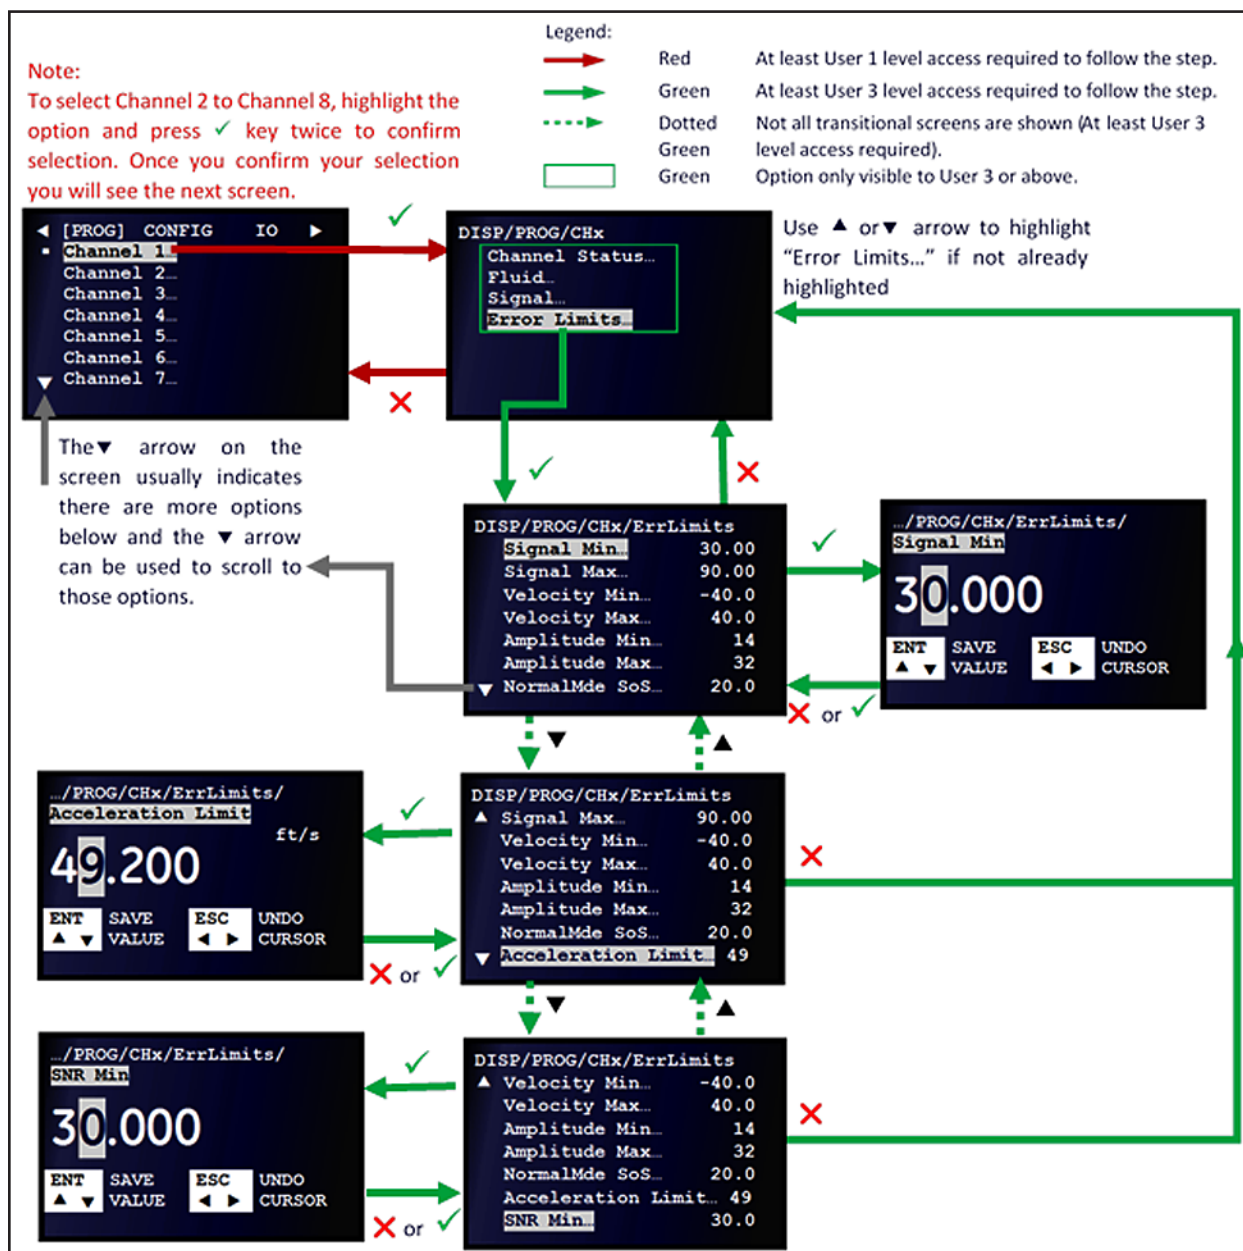 Legend:
Red At least User 1 level access required to follow the step.
Green At least User 3 level access required to follow the step.
Dotted Green Not all transitional screens are shown (At least User 3
level access required).
Green Option only visible to User 3 or above.
Note:
To select Channel 2 to Channel 8, highlight the
option and press ✓ key twice to confirm
selection. Once you confirm your selection
you will see the next screen.
◀ [PROG] CONFIG IO ▶
Channel 1…
Channel 2…
Channel 3…
Channel 4…
Channel 5…
Channel 6…
▼ Channel 7…
✓
✕
DISP/PROG/CHx
Channel Status…
Fluid…
Signal…
Error Limits…
Use ▲ or ▼ arrow to highlight
“Error Limits…” if not already
highlighted
The ▼ arrow on the
screen usually indicates
there are more options
below and the ▼ arrow
can be used to scroll to
those options.
✓
✕
DISP/PROG/CHx/ErrLimits
Signal Min… 30.00
Signal Max… 90.00
Velocity Min… -40.0
Velocity Max… 40.0
Amplitude Min… 14
Amplitude Max… 32
▼ NormalMde SoS… 20.0
✓
✕ or ✓
…/PROG/CHx/ErrLimits/
Signal Min
30.000
ENT SAVE ESC UNDO
▲ ▼ VALUE ◀ ▶ CURSOR
▼
▲
…/PROG/CHx/ErrLimits/
Acceleration Limit
ft/s
49.200
ENT SAVE ESC UNDO
▲ ▼ VALUE ◀ ▶ CURSOR
✓
✕ or ✓
DISP/PROG/CHx/ErrLimits
▲ Signal Max… 90.00
Velocity Min… -40.0
Velocity Max… 40.0
Amplitude Min… 14
Amplitude Max… 32
NormalMde SoS… 20.0
▼ Acceleration Limit… 49
✕
▼
▲
…/PROG/CHx/ErrLimits/
SNR Min
30.000
ENT SAVE ESC UNDO
▲ ▼ VALUE ◀ ▶ CURSOR
✓
✕ or ✓
DISP/PROG/CHx/ErrLimits
▲ Velocity Min… -40.0
Velocity Max… 40.0
Amplitude Min… 14
Amplitude Max… 32
NormalMde SoS… 20.0
Acceleration Limit… 49
SNR Min… 30.0
✕